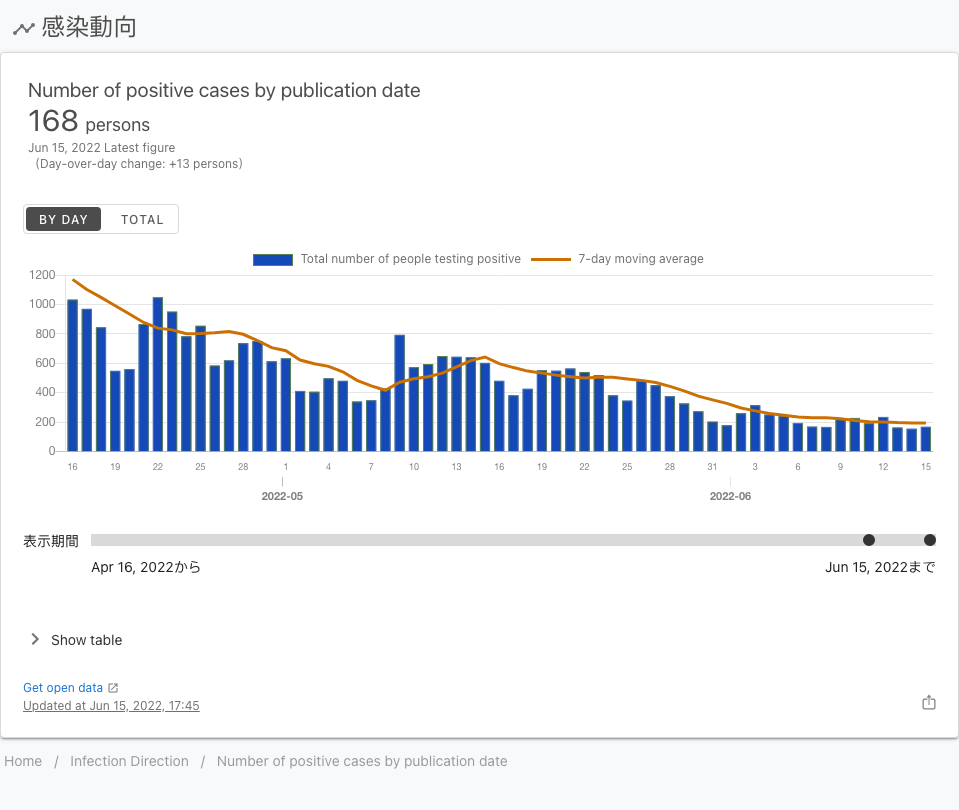 感染動向
Number of positive cases by publication date
168 persons
Jun 15, 2022 Latest figure
(Day-over-day change: +13 persons)
BY DAY TOTAL
Total number of people testing positive 7-day moving average
1200
1000
800
600
400
200
0
16 19 22 25 28 1 4 7 10 13 16 19 22 25 28 31 3 6 9 12 15
2022-05 2022-06
表示期間
Apr 16, 2022から Jun 15, 2022まで
Show table
Get open data
Updated at Jun 15, 2022, 17:45
Home / Infection Direction / Number of positive cases by publication date